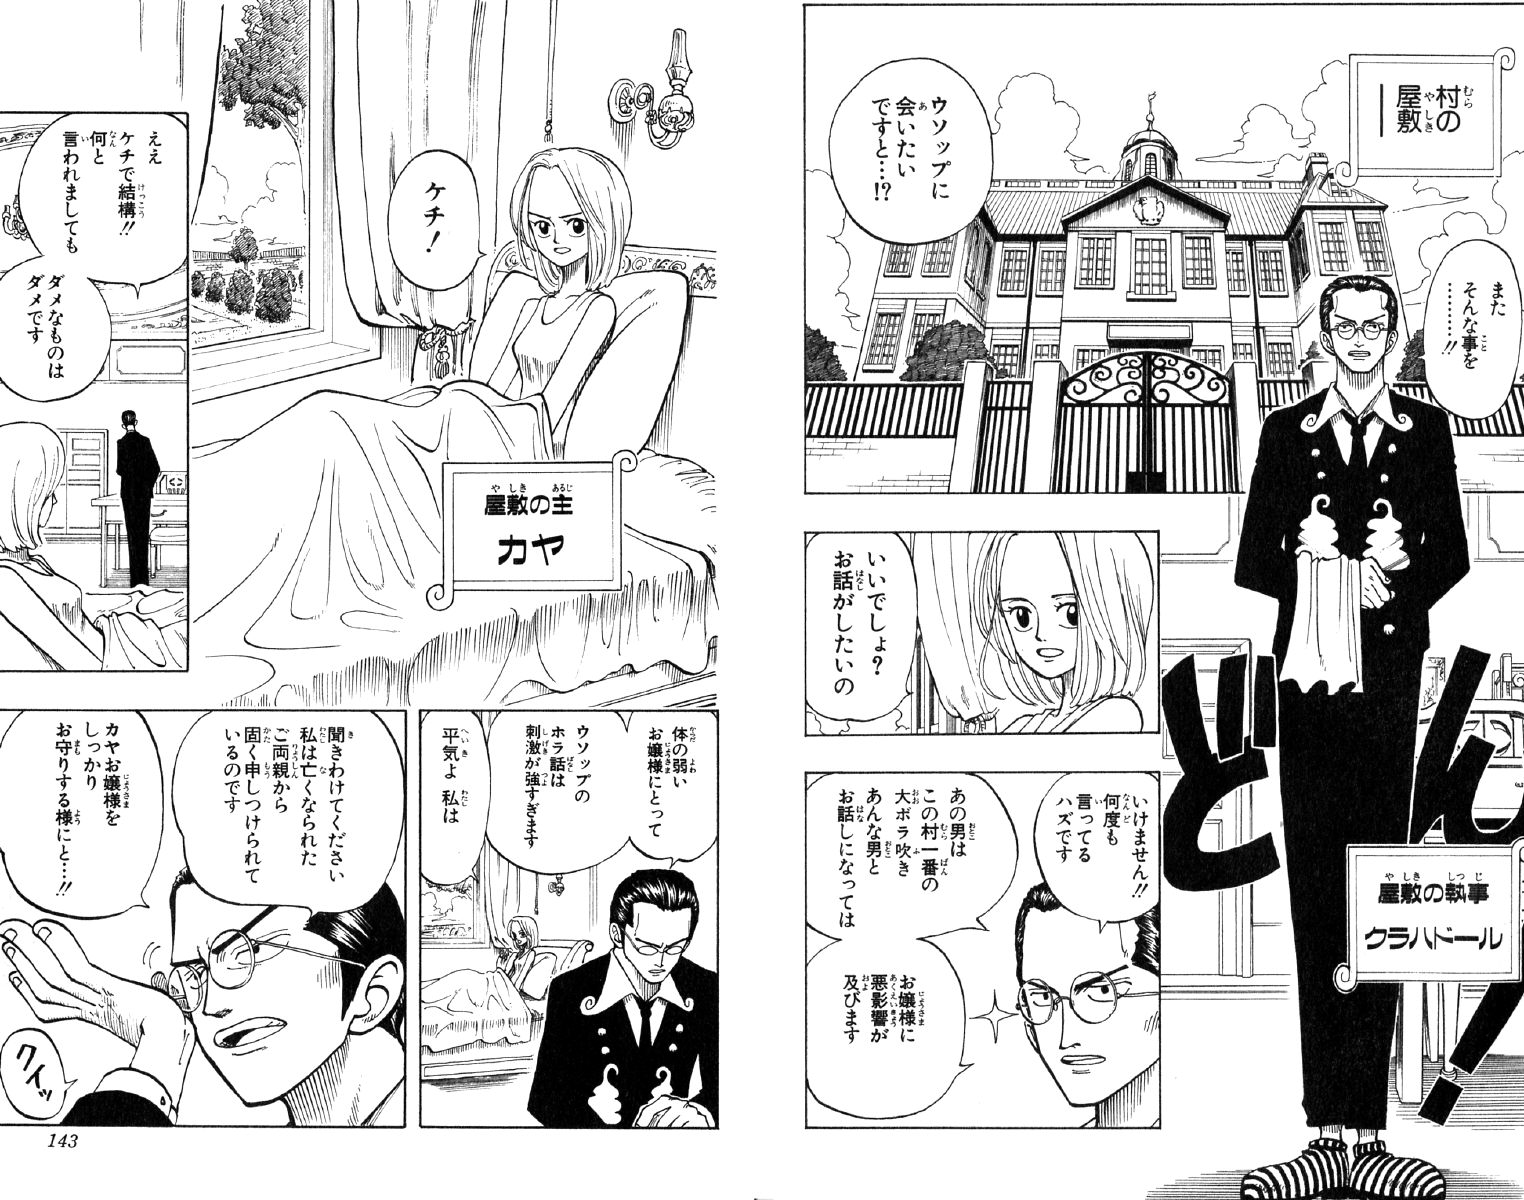 村の
屋敷――
ウソップに
会いたい
ですと…!?
また
そんな事を
…………!!
いいでしょ？
お話がしたいの
屋敷の執事
クラハドール
どんっ!
いけません!!
何度も
言ってる
ハズです
あの男は
この村一番の
大ボラ吹き
あんな男と
お話しになっては
お嬢様に
悪影響が
及びます
ケチ！
屋敷の主
カヤ
ええ
ケチで結構!!
何と
言われましても
ダメなものは
ダメです
体の弱い
お嬢様にとって
ウソップの
ホラ話は
刺激が強すぎます
平気よ 私は
聞きわけてください
私は亡くなられた
ご両親から
固く申しつけられて
いるのです
カヤお嬢様を
しっかり
お守りする様にと…!!
クイッ
143